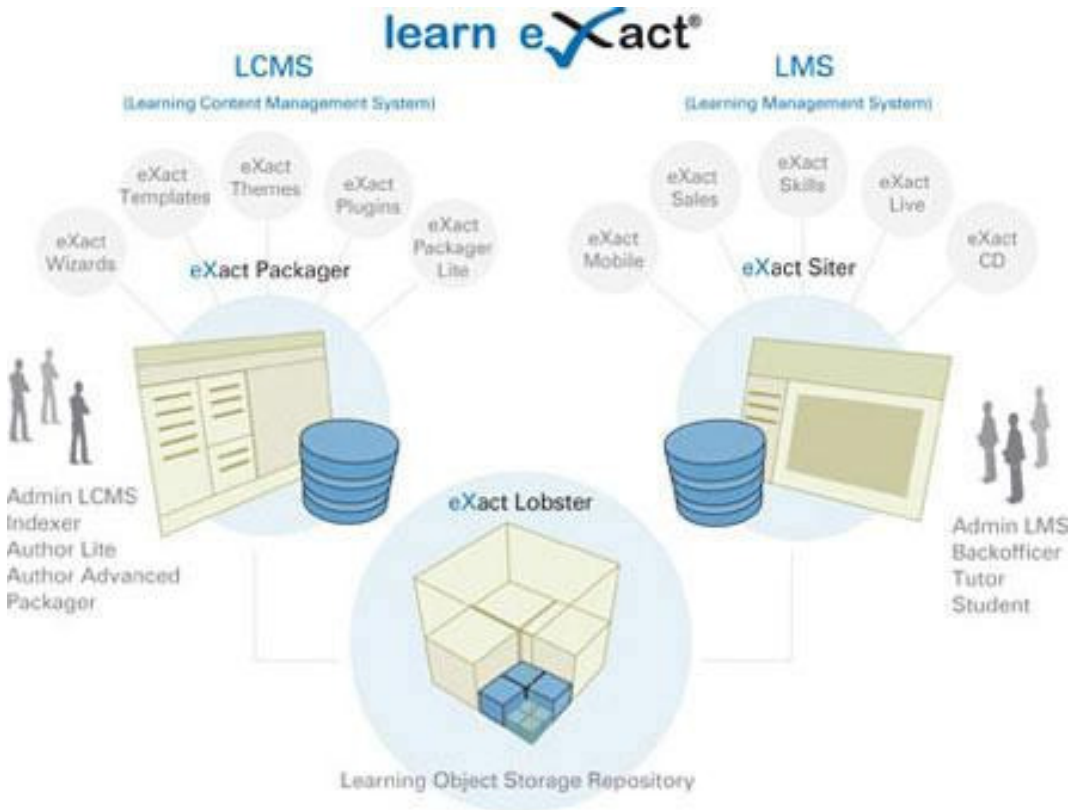 learn eXact®
LCMS
(Learning Content Management System)
LMS
(Learning Management System)
eXact
Wizards
eXact
Templates
eXact
Themes
eXact
Plugins
eXact
Packager
Lite
eXact Packager
eXact
Mobile
eXact
Sales
eXact
Skills
eXact
Live
eXact
CD
eXact Siter
Admin LCMS
Indexer
Author Lite
Author Advanced
Packager
eXact Lobster
Admin LMS
Backofficer
Tutor
Student
Learning Object Storage Repository